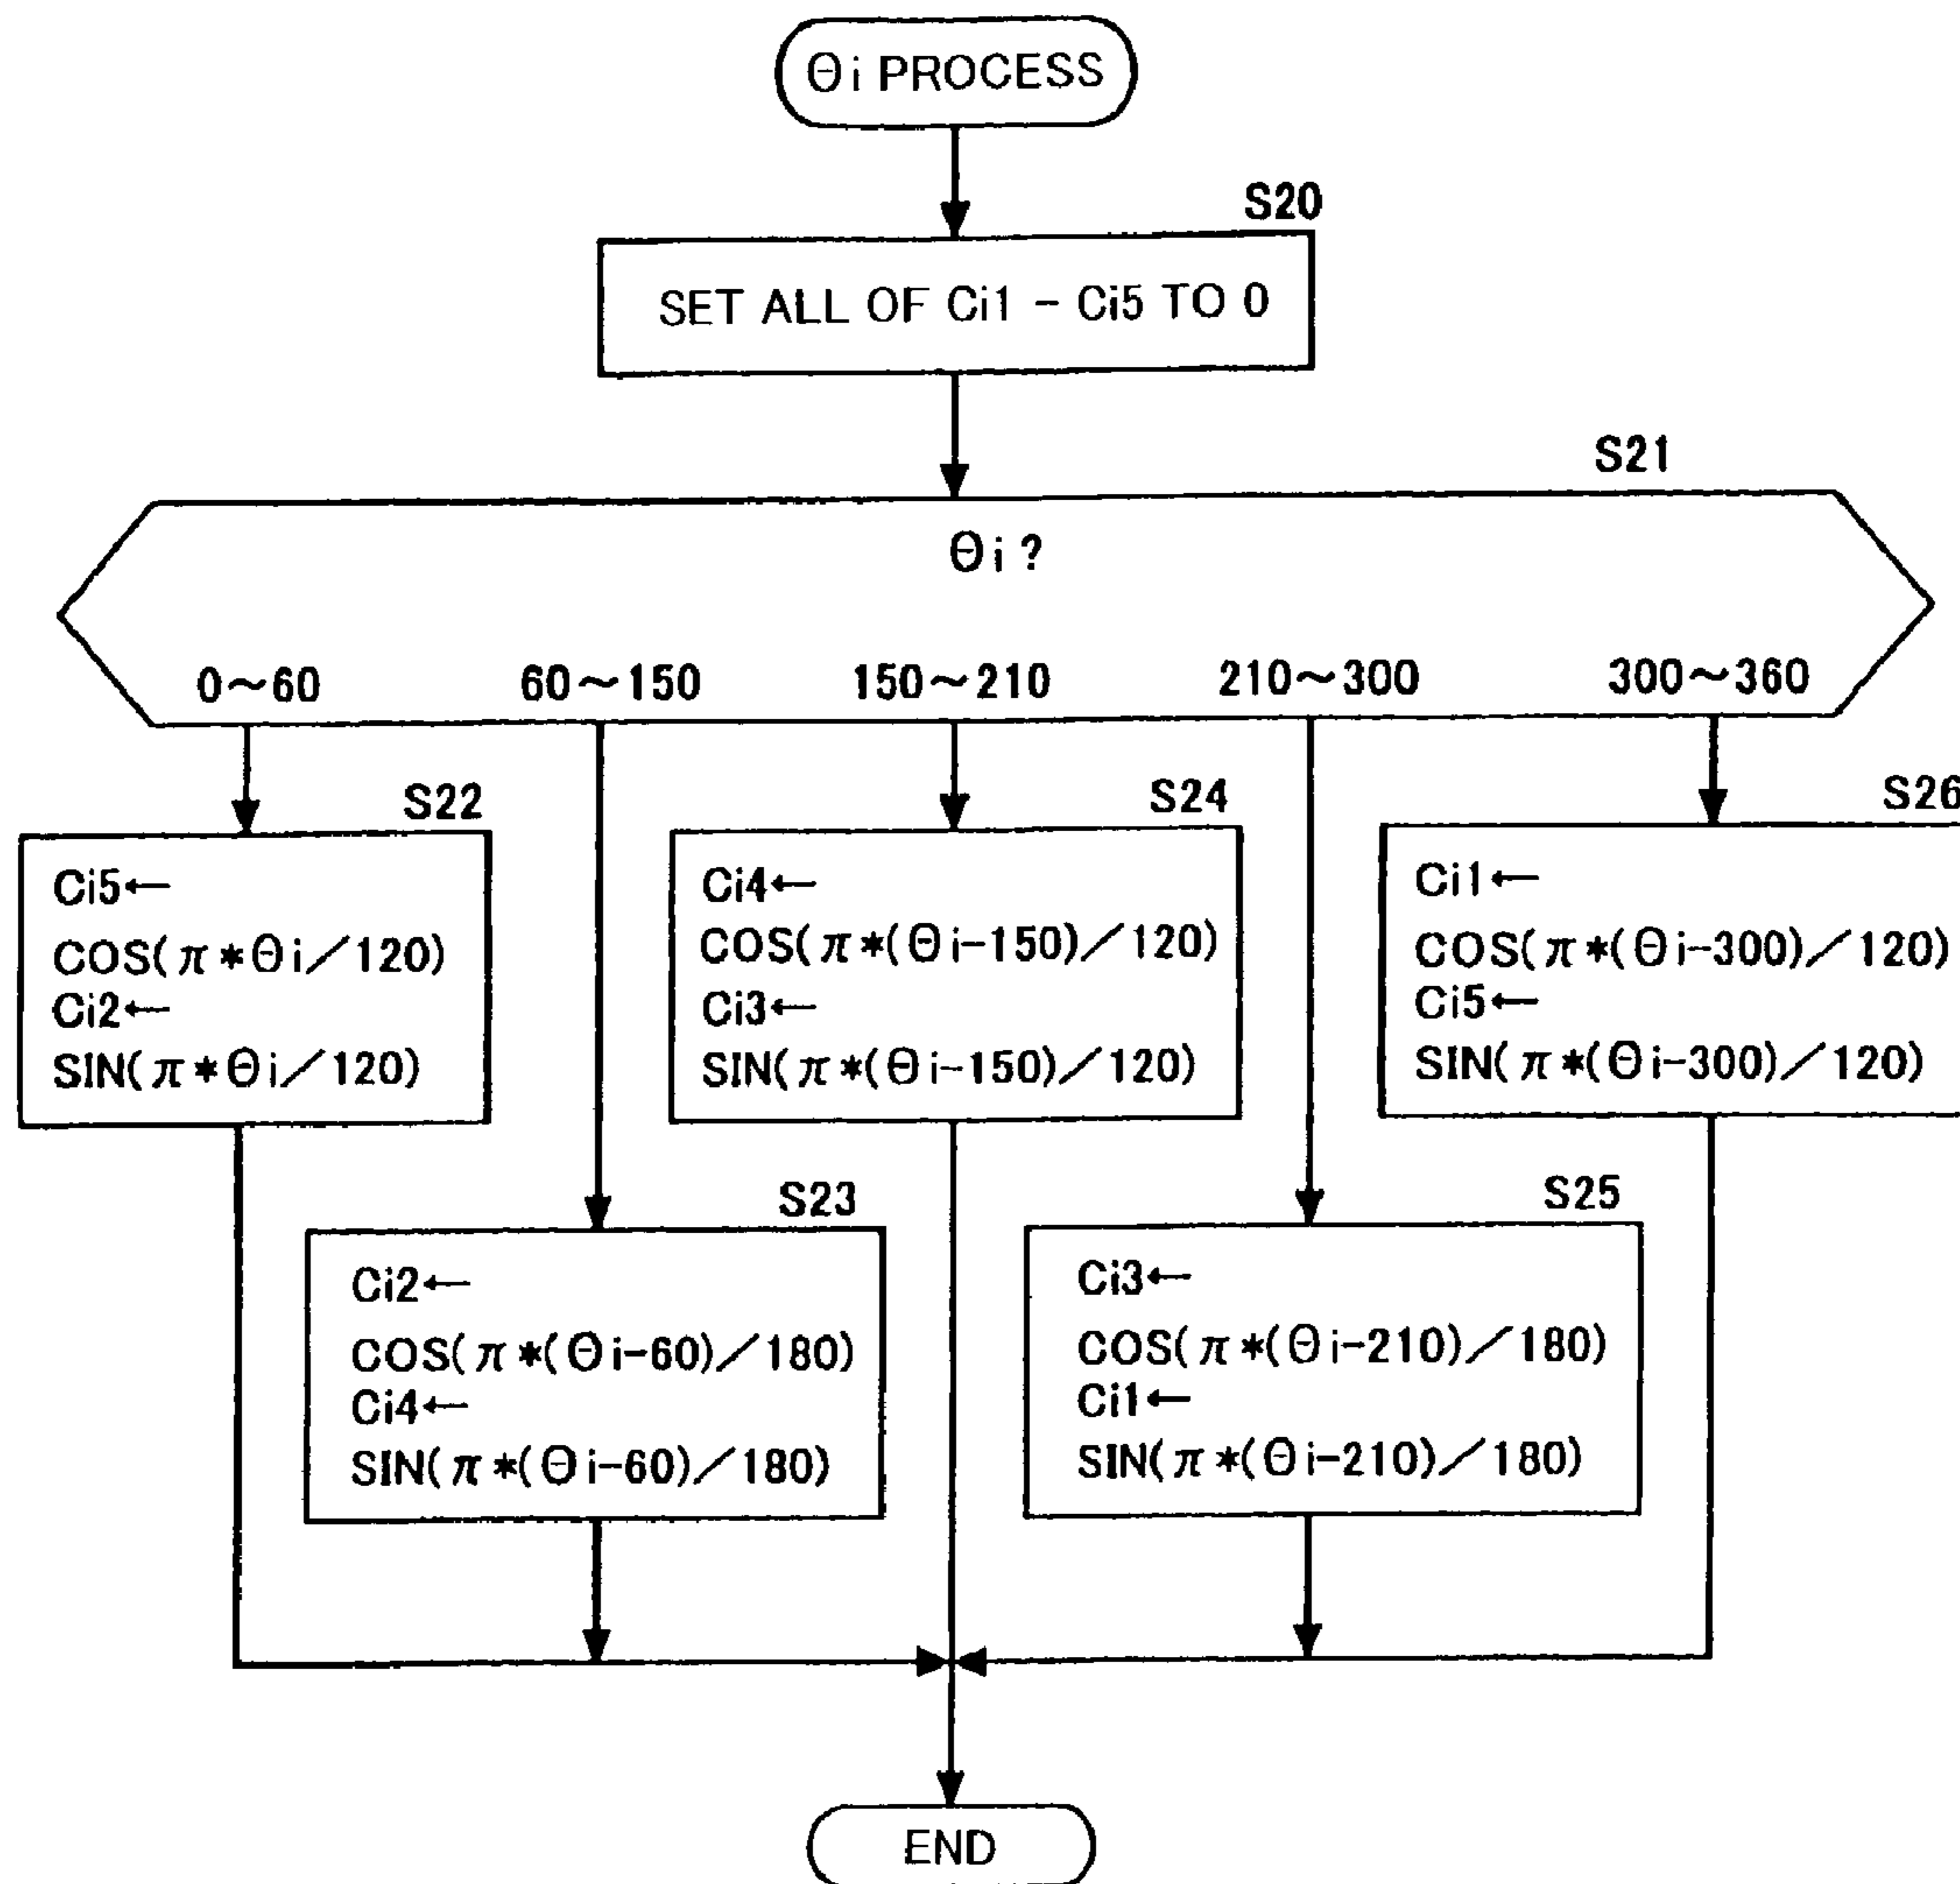 Θi PROCESS
S20
SET ALL OF Ci1 - Ci5 TO 0
S21
Θi ?
0～60
60～150
150～210
210～300
300～360
S22
Ci5←
COS(π*Θi／120)
Ci2←
SIN(π*Θi／120)
S24
Ci4←
COS(π*(Θi-150)／120)
Ci3←
SIN(π*(Θi-150)／120)
S26
Ci1←
COS(π*(Θi-300)／120)
Ci5←
SIN(π*(Θi-300)／120)
S23
Ci2←
COS(π*(Θi-60)／180)
Ci4←
SIN(π*(Θi-60)／180)
S25
Ci3←
COS(π*(Θi-210)／180)
Ci1←
SIN(π*(Θi-210)／180)
END